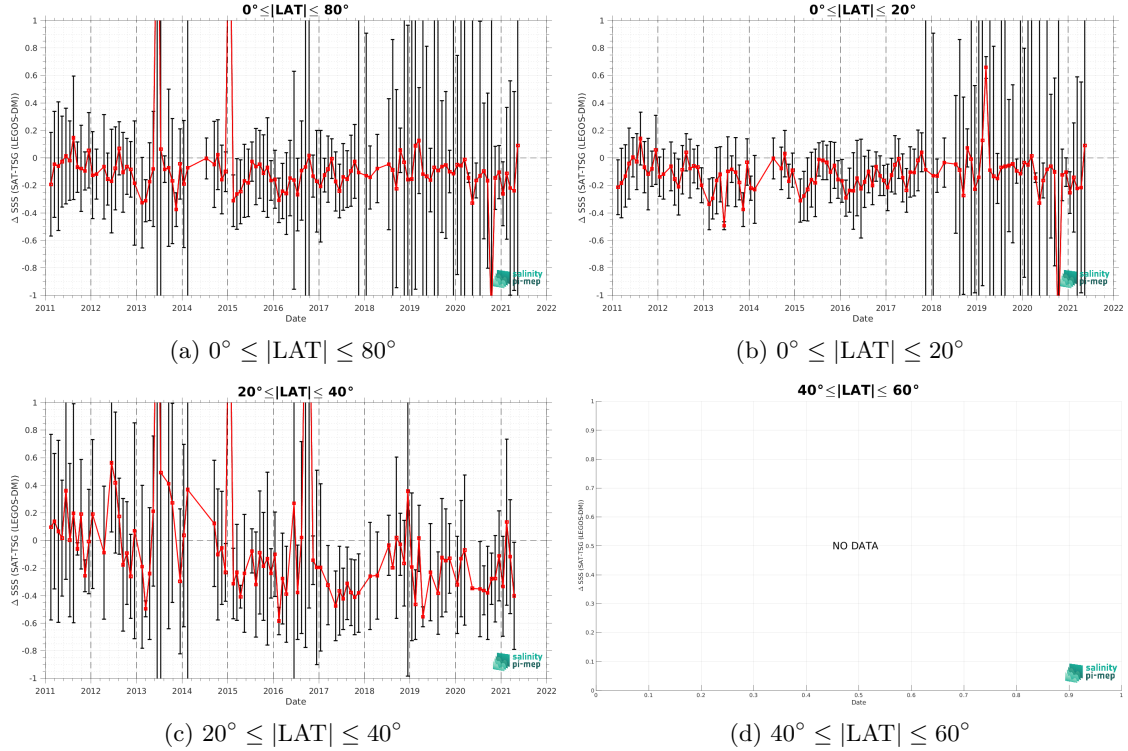 0°≤|LAT|≤ 80°
Δ SSS (SAT-TSG (LEGOS-DM))
1
0.8
0.6
0.4
0.2
0
-0.2
-0.4
-0.6
-0.8
-1
2011 2012 2013 2014 2015 2016 2017 2018 2019 2020 2021 2022
Date
salinity
pi-mep
(a) 0° ≤ |LAT| ≤ 80°
0°≤|LAT|≤ 20°
Δ SSS (SAT-TSG (LEGOS-DM))
1
0.8
0.6
0.4
0.2
0
-0.2
-0.4
-0.6
-0.8
-1
2011 2012 2013 2014 2015 2016 2017 2018 2019 2020 2021 2022
Date
salinity
pi-mep
(b) 0° ≤ |LAT| ≤ 20°
20°≤|LAT|≤ 40°
Δ SSS (SAT-TSG (LEGOS-DM))
1
0.8
0.6
0.4
0.2
0
-0.2
-0.4
-0.6
-0.8
-1
2011 2012 2013 2014 2015 2016 2017 2018 2019 2020 2021 2022
Date
salinity
pi-mep
(c) 20° ≤ |LAT| ≤ 40°
40°≤|LAT|≤ 60°
Δ SSS (SAT-TSG (LEGOS-DM))
1
0.9
0.8
0.7
0.6
0.5
0.4
0.3
0.2
0.1
0
NO DATA
0 0.1 0.2 0.3 0.4 0.5 0.6 0.7 0.8 0.9 1
Date
salinity
pi-mep
(d) 40° ≤ |LAT| ≤ 60°